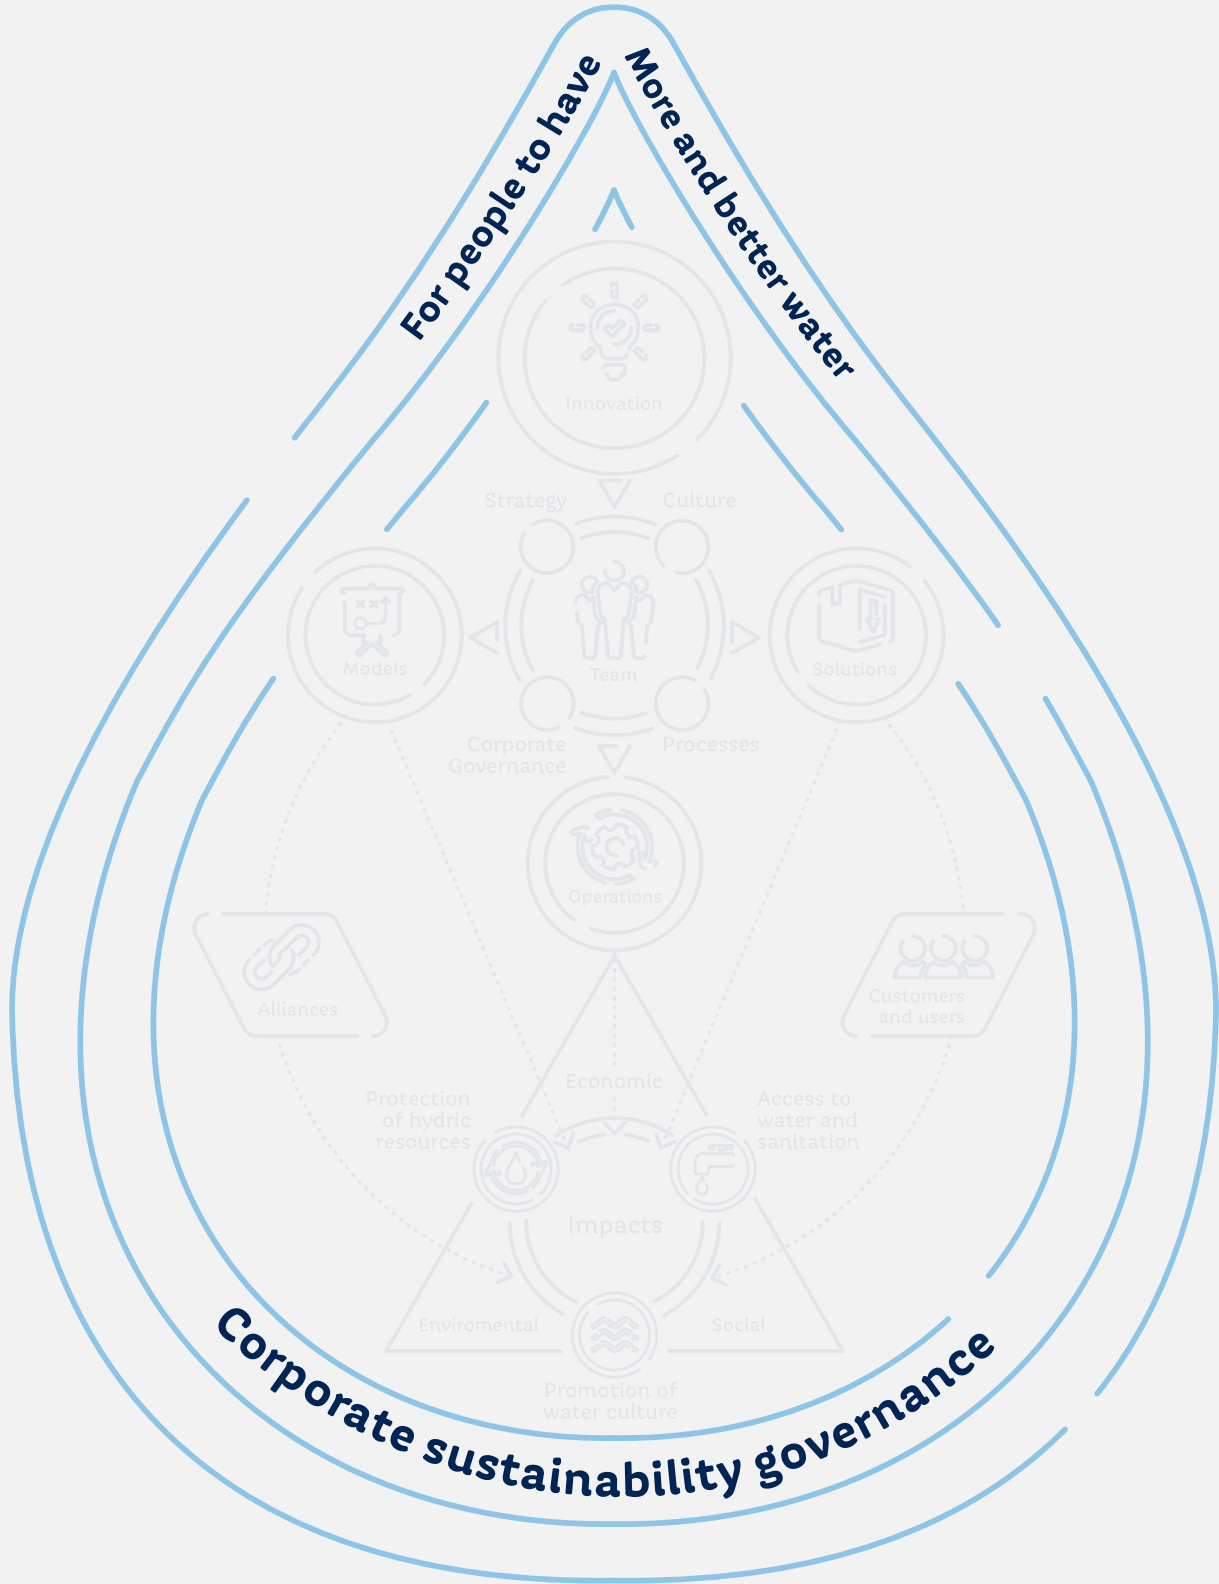 For people to have
More and better water
Innovation
Strategy
Culture
Models
Team
Solutions
Corporate
Governance
Processes
Operations
Alliances
Customers
and users
Economic
Protection
of hydric
resources
Access to
water and
sanitation
Impacts
Enviromental
Social
Promotion of
water culture
Corporate sustainability governance